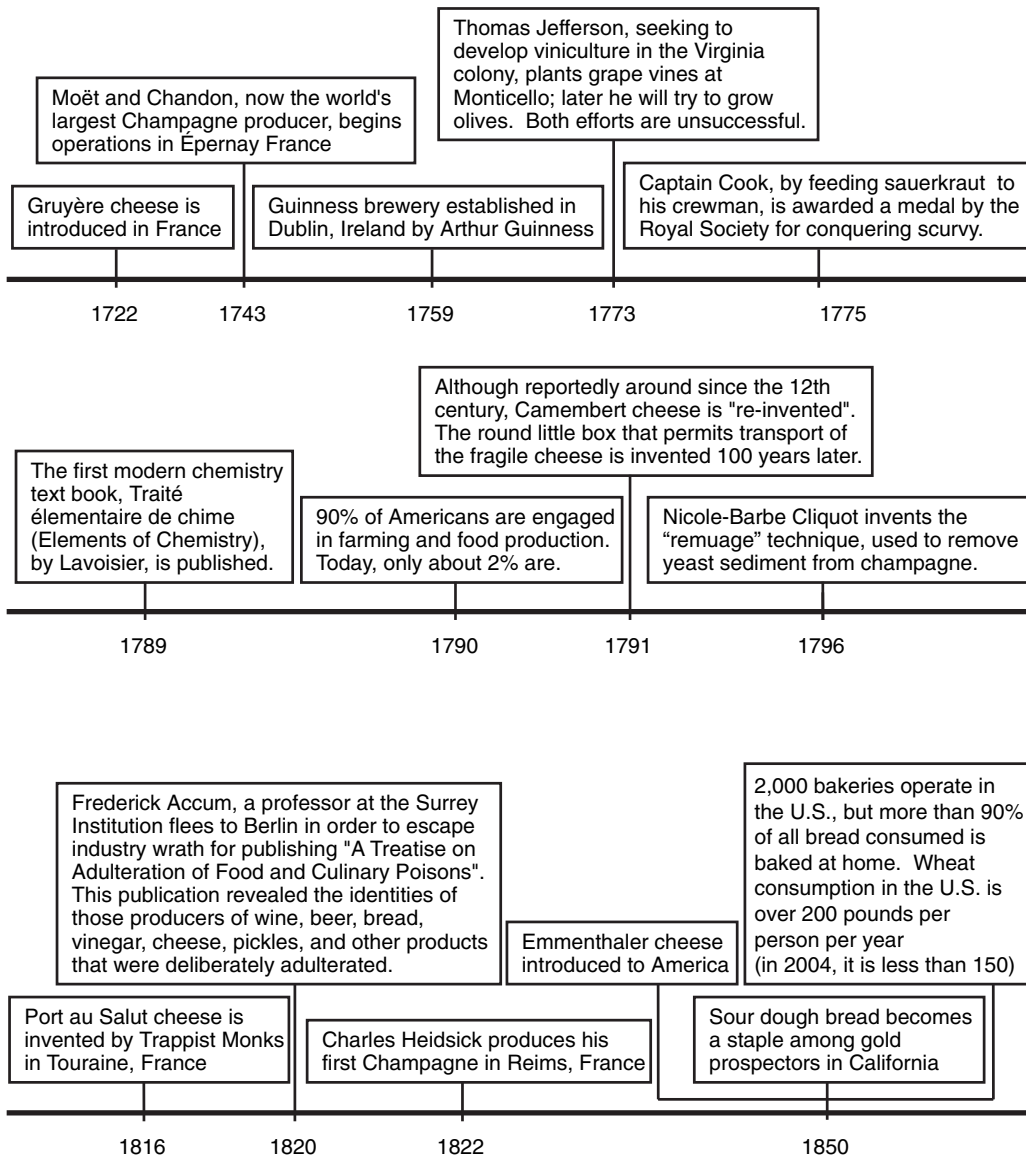 Thomas Jefferson, seeking to
develop viniculture in the Virginia
colony, plants grape vines at
Monticello; later he will try to grow
olives.  Both efforts are unsuccessful.
Moët and Chandon, now the world's
largest Champagne producer, begins
operations in Épernay France
Gruyère cheese is
introduced in France
Guinness brewery established in
Dublin, Ireland by Arthur Guinness
Captain Cook, by feeding sauerkraut  to
his crewman, is awarded a medal by the
Royal Society for conquering scurvy.
1722
1743
1759
1773
1775
Although reportedly around since the 12th
century, Camembert cheese is "re-invented".
The round little box that permits transport of
the fragile cheese is invented 100 years later.
The first modern chemistry
text book, Traité
élementaire de chime
(Elements of Chemistry),
by Lavoisier, is published.
90% of Americans are engaged
in farming and food production.
Today, only about 2% are.
Nicole-Barbe Cliquot invents the
“remuage” technique, used to remove
yeast sediment from champagne.
1789
1790
1791
1796
2,000 bakeries operate in
the U.S., but more than 90%
of all bread consumed is
baked at home.  Wheat
consumption in the U.S. is
over 200 pounds per
person per year
(in 2004, it is less than 150)
Frederick Accum, a professor at the Surrey
Institution flees to Berlin in order to escape
industry wrath for publishing "A Treatise on
Adulteration of Food and Culinary Poisons".
This publication revealed the identities of
those producers of wine, beer, bread,
vinegar, cheese, pickles, and other products
that were deliberately adulterated.
Emmenthaler cheese
introduced to America
Port au Salut cheese is
invented by Trappist Monks
in Touraine, France
Charles Heidsick produces his
first Champagne in Reims, France
Sour dough bread becomes
a staple among gold
prospectors in California
1816
1820
1822
1850